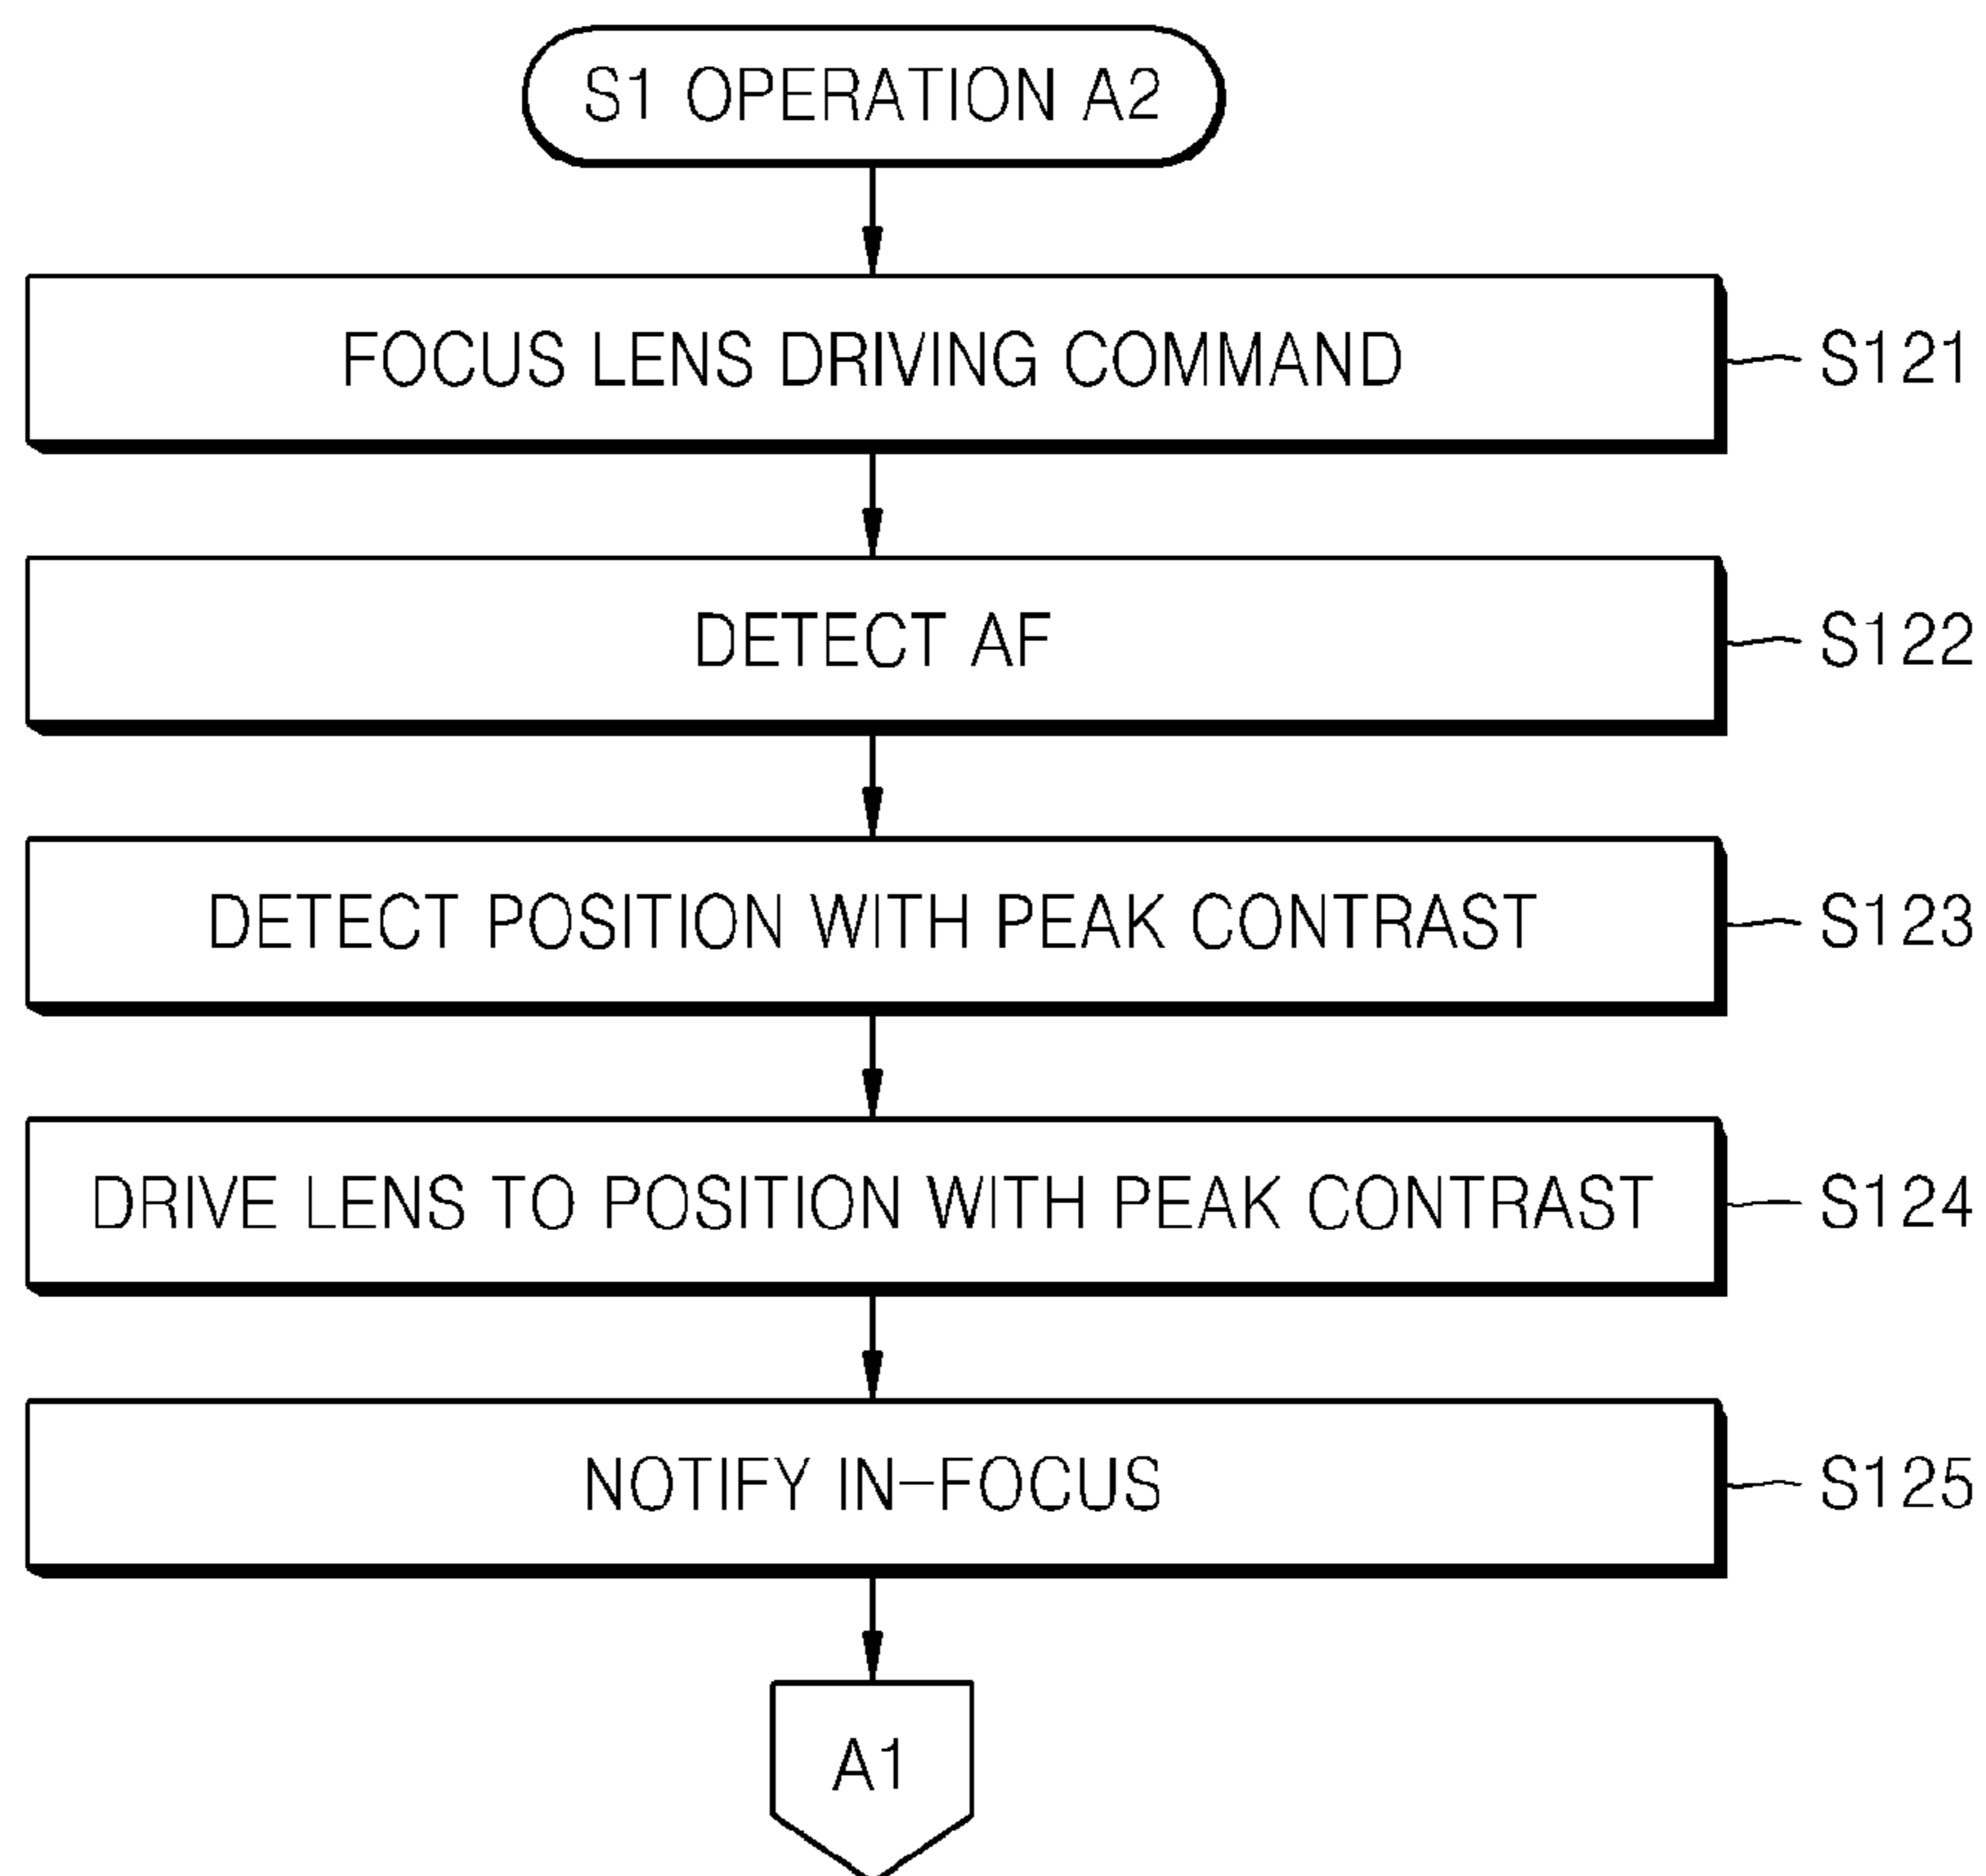 S1 OPERATION A2
FOCUS LENS DRIVING COMMAND
S121
DETECT AF
S122
DETECT POSITION WITH PEAK CONTRAST
S123
DRIVE LENS TO POSITION WITH PEAK CONTRAST
S124
NOTIFY IN-FOCUS
S125
A1